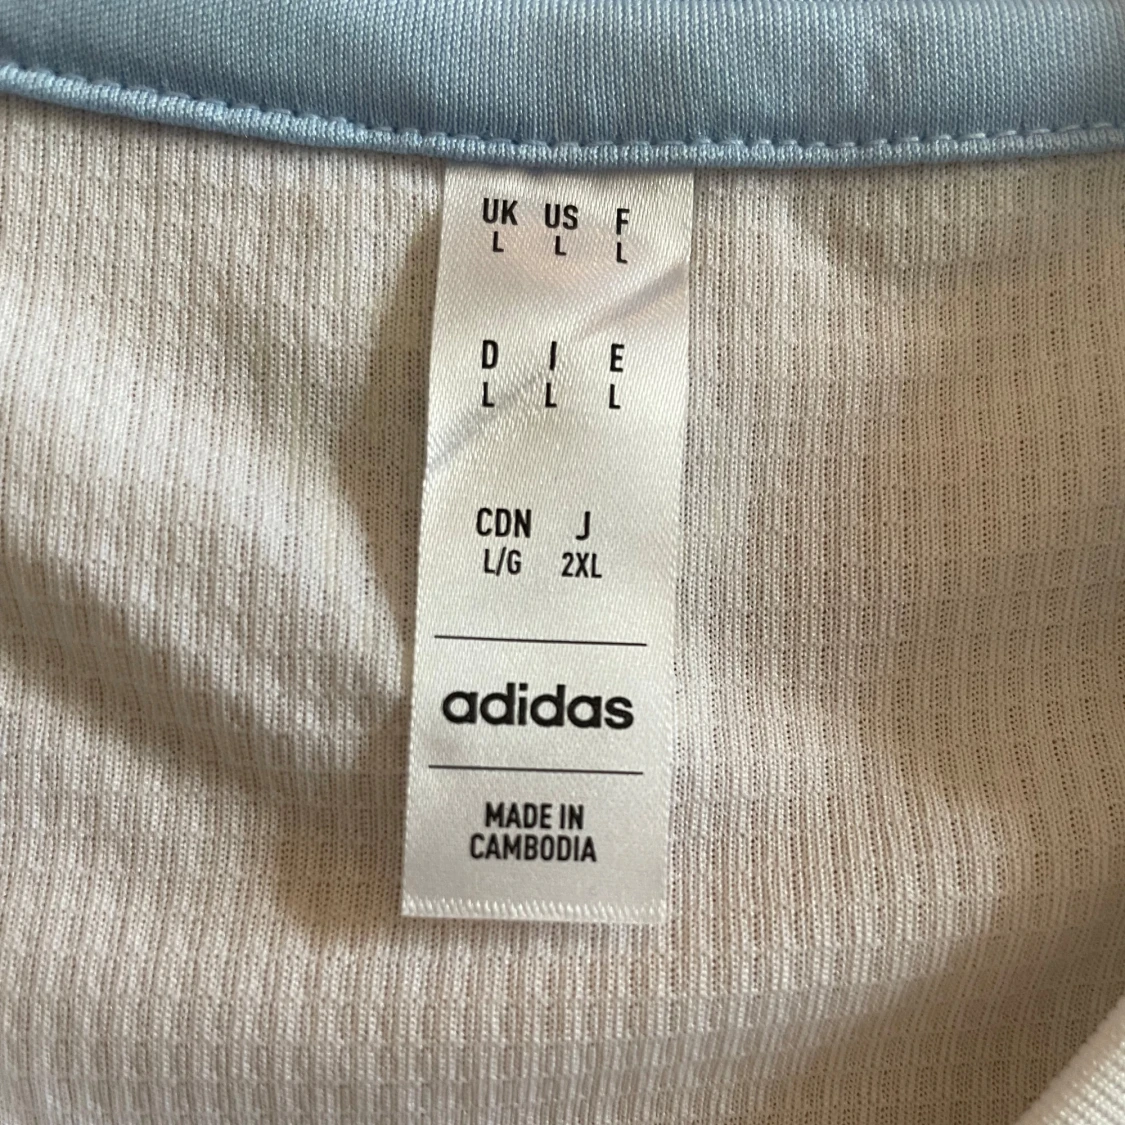 UK US F
L L L
D I E
L L L
CDN J
L/G 2XL
adidas
MADE IN
CAMBODIA